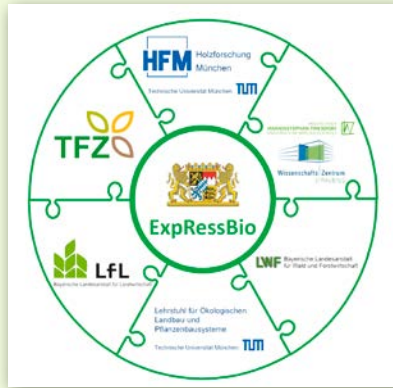 HFM
Holzforschung
München
Technische Universität München TUM
TFZ
Wissenschafts Zentrum
STRAUBING
ExpRessBio
LfL
Bayerische Landesanstalt für Landwirtschaft
LWF
Bayerische Landesanstalt
für Wald und Forstwirtschaft
Lehrstuhl für Ökologischen
Landbau und
Pflanzenbausysteme
Technische Universität München TUM